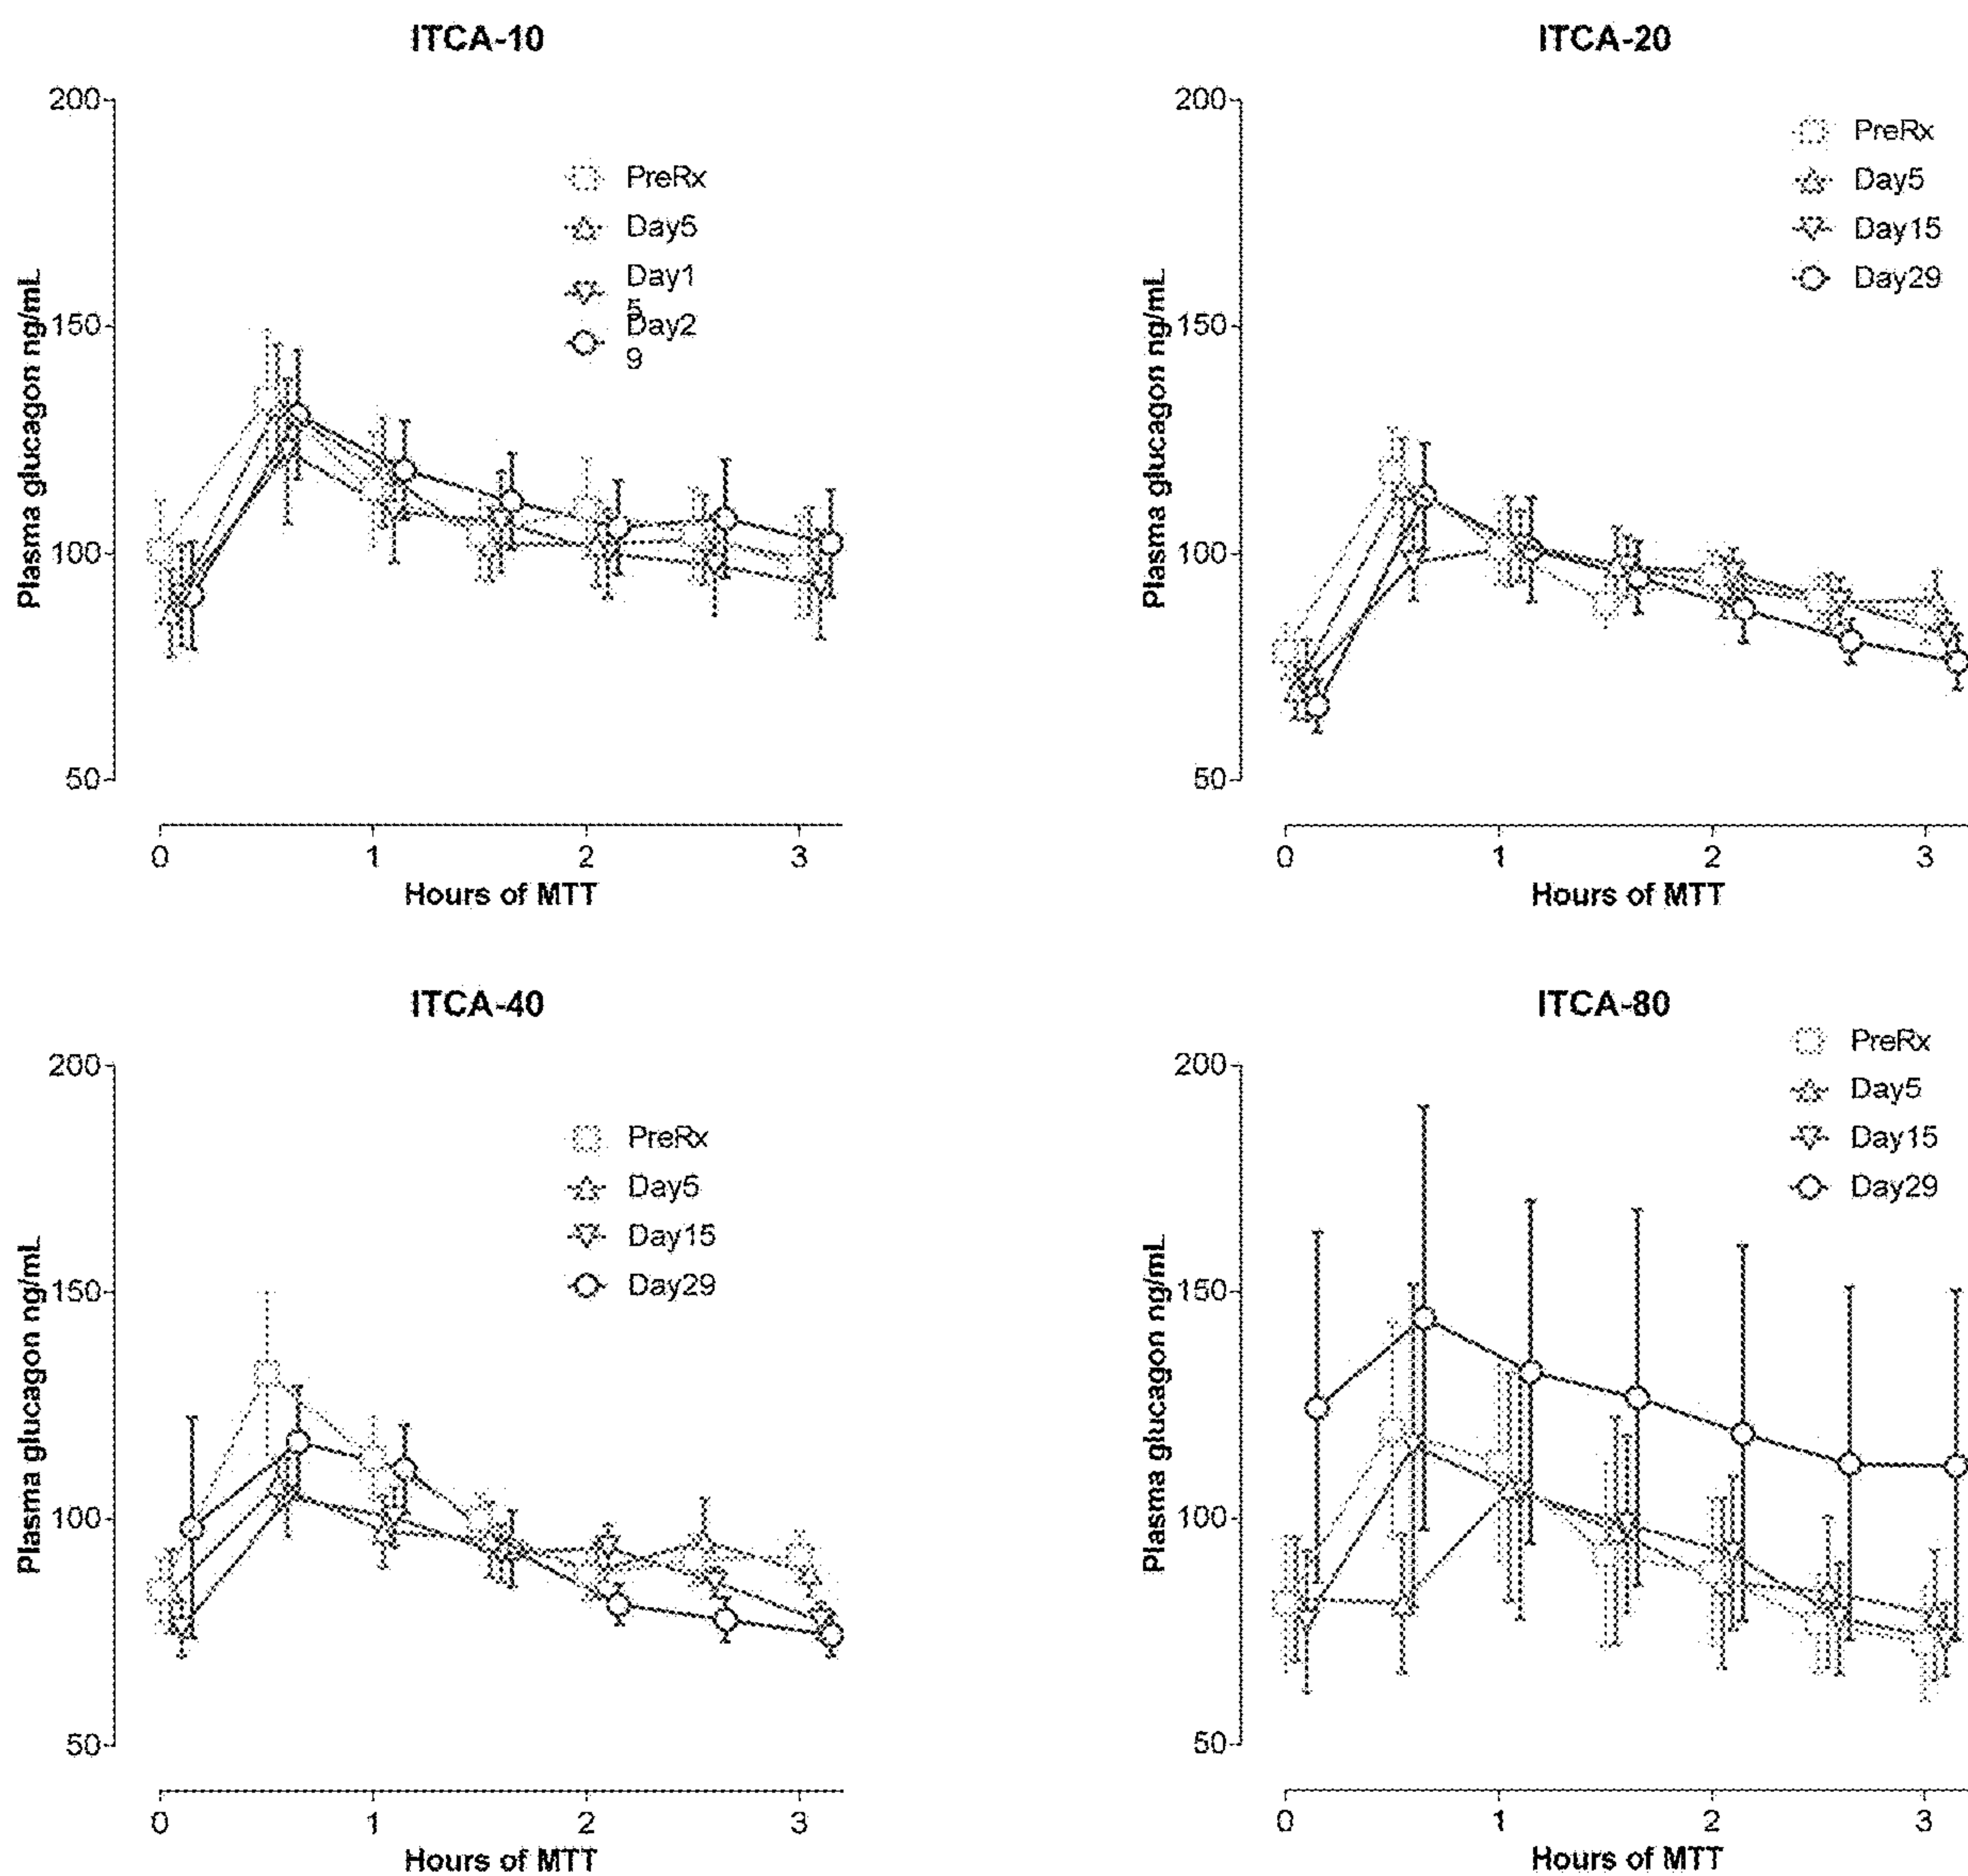 ITCA-10
Plasma glucagon ng/mL
200
150
100
50
PreRx
Day5
Day1
5
Day2
9
0 1 2 3
Hours of MTT
ITCA-20
Plasma glucagon ng/mL
200
150
100
50
PreRx
Day5
Day15
Day29
0 1 2 3
Hours of MTT
ITCA-40
Plasma glucagon ng/mL
200
150
100
50
PreRx
Day5
Day15
Day29
0 1 2 3
Hours of MTT
ITCA-80
Plasma glucagon ng/mL
200
150
100
50
PreRx
Day5
Day15
Day29
0 1 2 3
Hours of MTT